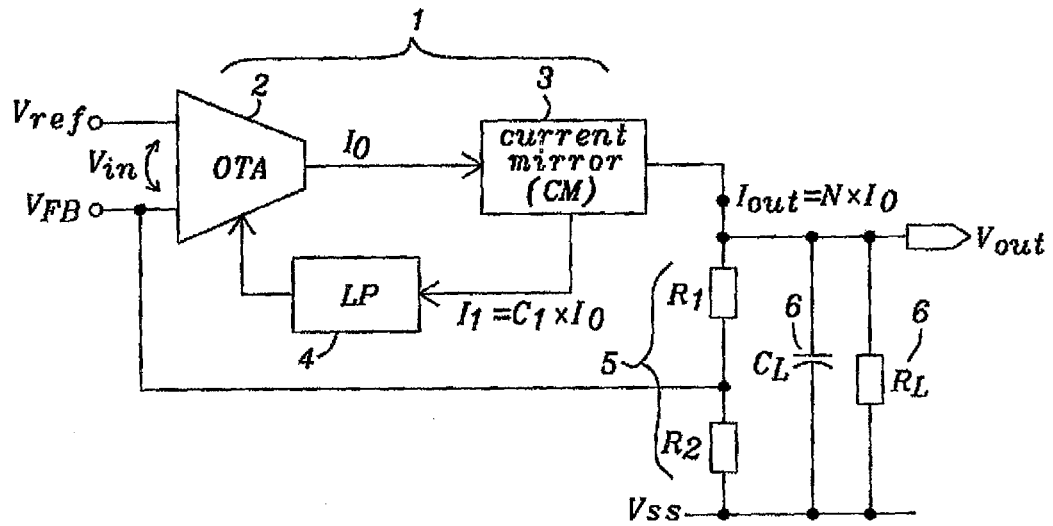 1
2
3
Vref
Vin
VFB
OTA
I0
current
mirror
(CM)
Iout=N×I0
Vout
LP
4
I1=C1×I0
5
R1
R2
6
CL
6
RL
Vss